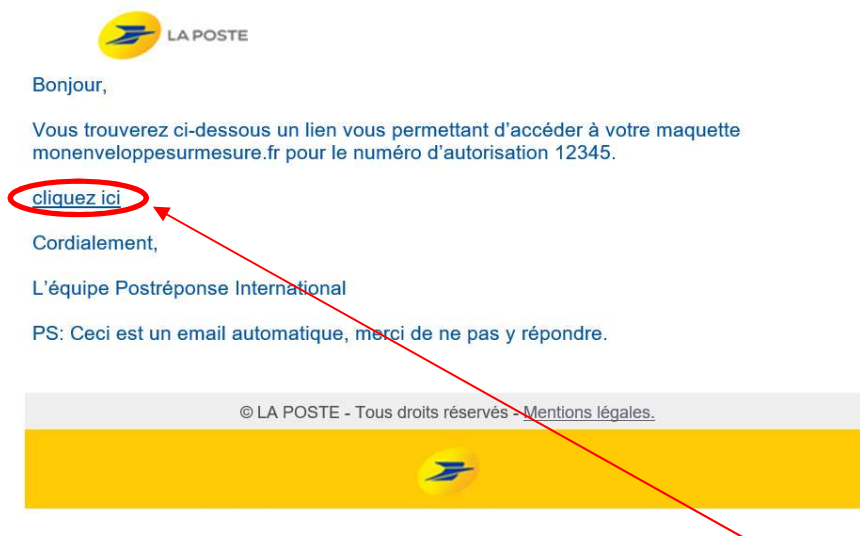 LA POSTE
Bonjour,
Vous trouverez ci-dessous un lien vous permettant d'accéder à votre maquette
monenveloppesurmesure.fr pour le numéro d'autorisation 12345.
cliquez ici
Cordialement,
L'équipe Postréponse International
PS: Ceci est un email automatique, merci de ne pas y répondre.
© LA POSTE - Tous droits réservés - Mentions légales.